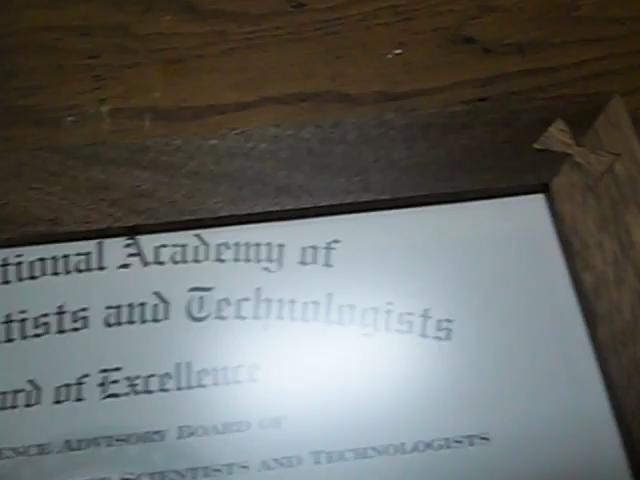 tional Academy of
tists and Technologists
ard of Excellence
ENCE ADVISORY BOARD OF
SCIENTISTS AND TECHNOLOGISTS